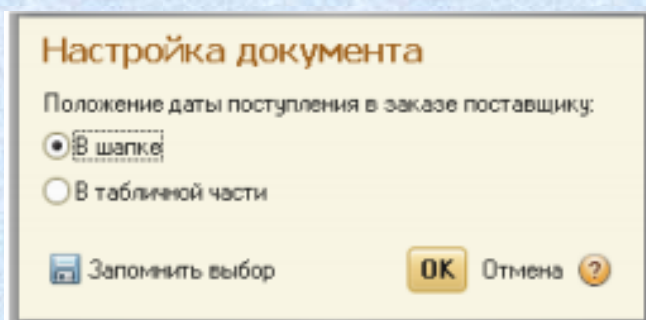 Настройка документа
Положение даты поступления в заказе поставщику:
В шапке
В табличной части
Запомнить выбор OK Отмена ?